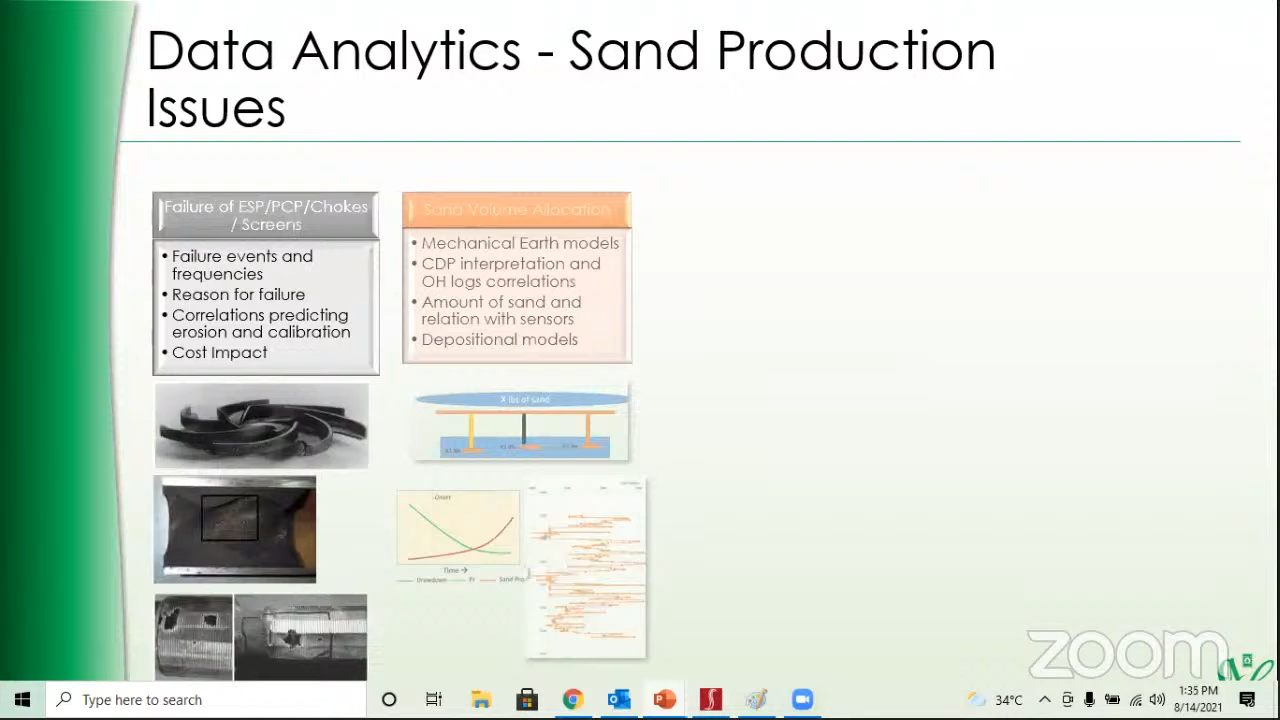 Data Analytics - Sand Production
Issues
Failure of ESP/PCP/Chokes
/ Screens
• Failure events and
frequencies
• Reason for failure
• Correlations predicting
erosion and calibration
• Cost Impact
Sand Volume Allocation
• Mechanical Earth models
• CDP interpretation and
OH logs correlations
• Amount of sand and
relation with sensors
• Depositional models
X lbs of sand
Onset
Time →
Drawdown
Sand Pro
zoom
Type here to search
34°C
1:35 PM
8/14/2021